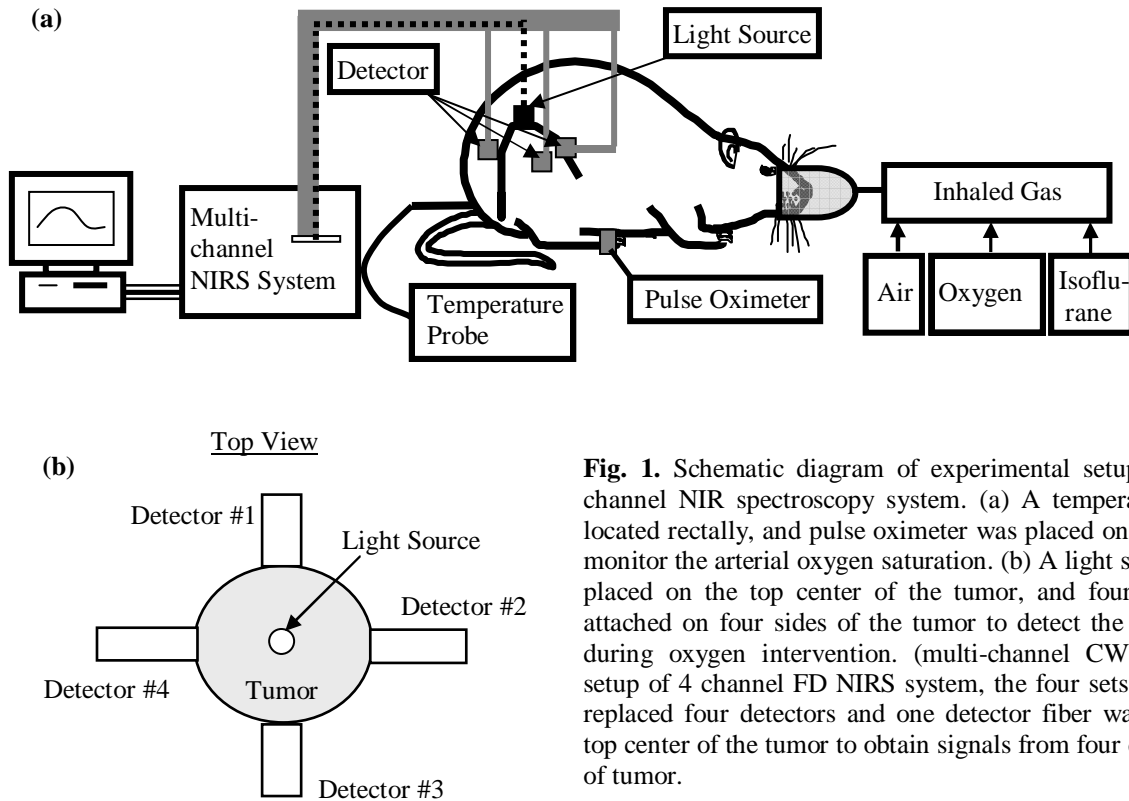 (a)
Light Source
Detector
Multi-
channel
NIRS System
Temperature
Probe
Pulse Oximeter
Inhaled Gas
Air
Oxygen
Isoflu-
rane
Top View
(b)
Detector #1
Light Source
Detector #2
Detector #4
Tumor
Detector #3
Fig. 1. Schematic diagram of experimental setup
channel NIR spectroscopy system. (a) A tempera
located rectally, and pulse oximeter was placed on
monitor the arterial oxygen saturation. (b) A light s
placed on the top center of the tumor, and four
attached on four sides of the tumor to detect the
during oxygen intervention. (multi-channel CW
setup of 4 channel FD NIRS system, the four sets
replaced four detectors and one detector fiber wa
top center of the tumor to obtain signals from four
of tumor.